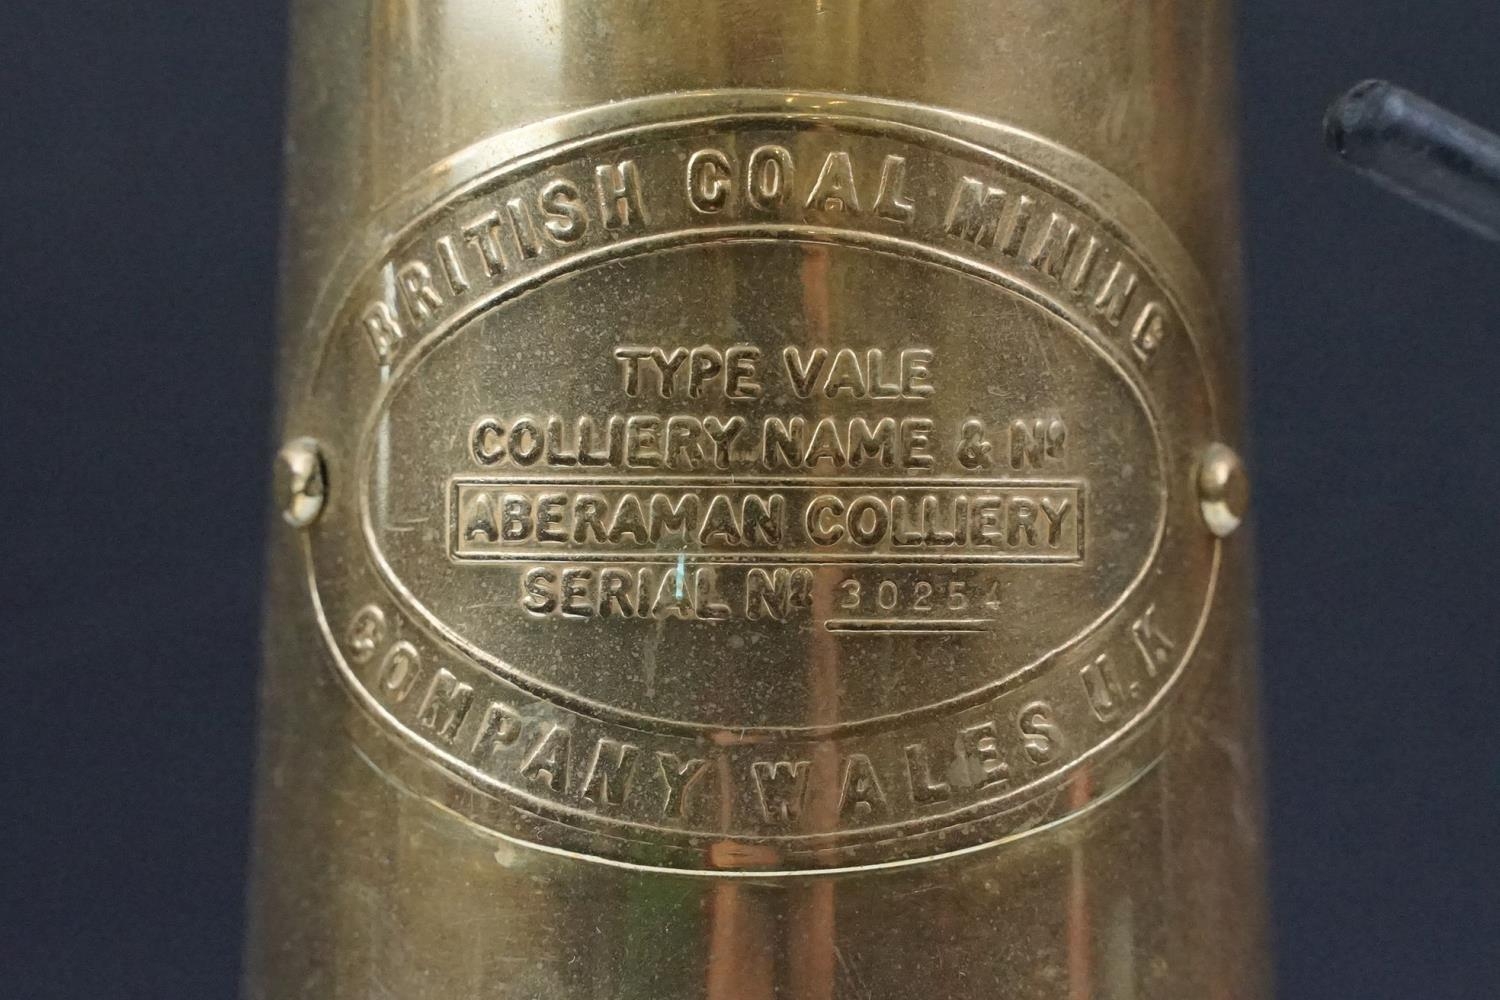 BRITISH COAL MINING
TYPE VALE
COLLIERY NAME & Nº
ABERAMAN COLLIERY
SERIAL Nº 30254
COMPANY WALES U.K